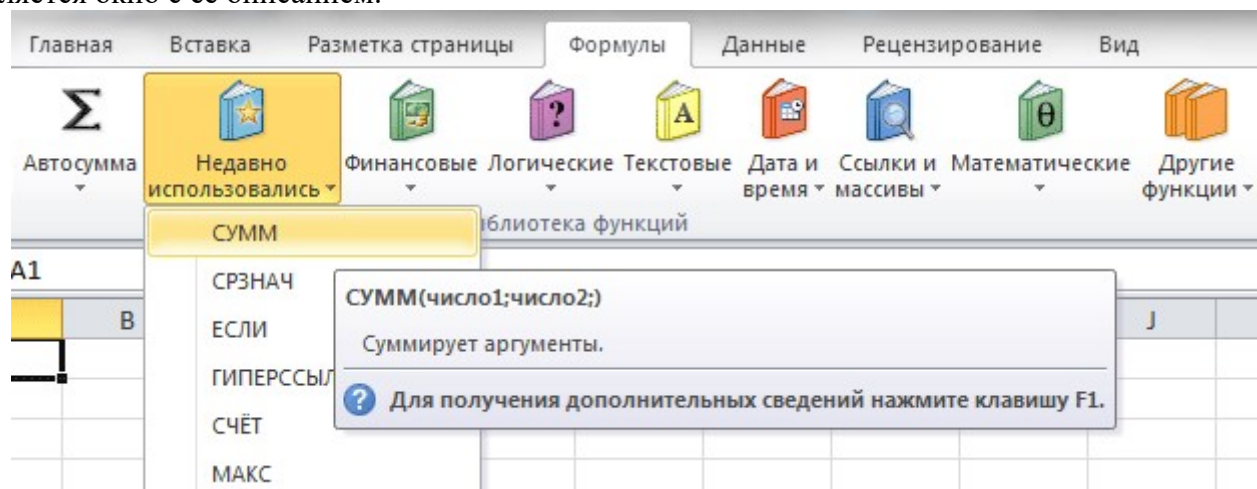 Главная Вставка Разметка страницы Формулы Данные Рецензирование Вид
Σ ? A θ
Автосумма Недавно использовались Финансовые Логические Текстовые Дата и время Ссылки и массивы Математические Другие функции
блиотека функций
СУММ
A1
СРЗНАЧ
СУММ(число1;число2;)
B
J
ЕСЛИ
Суммирует аргументы.
ГИПЕРССЫЛ
? Для получения дополнительных сведений нажмите клавишу F1.
СЧЁТ
МАКС